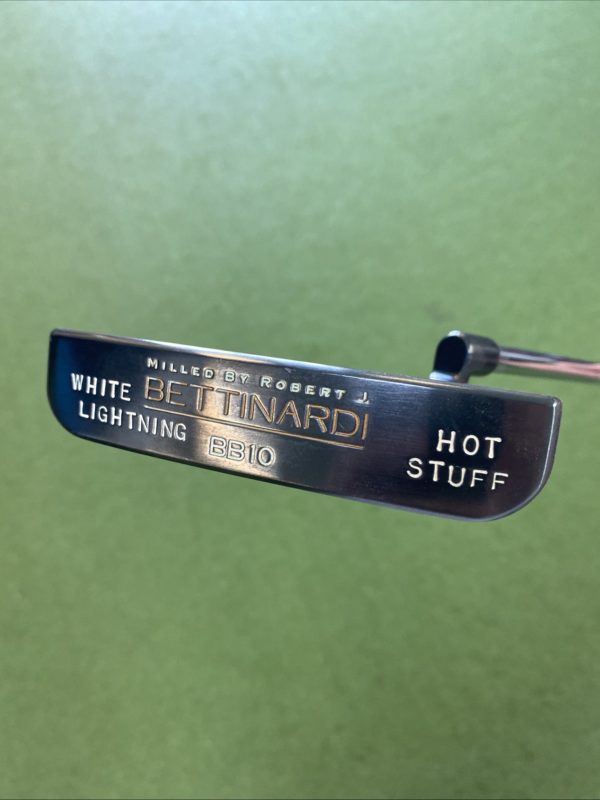 MILLED BY ROBERT J.
BETTINARDI
BB10
WHITE
LIGHTNING
HOT
STUFF